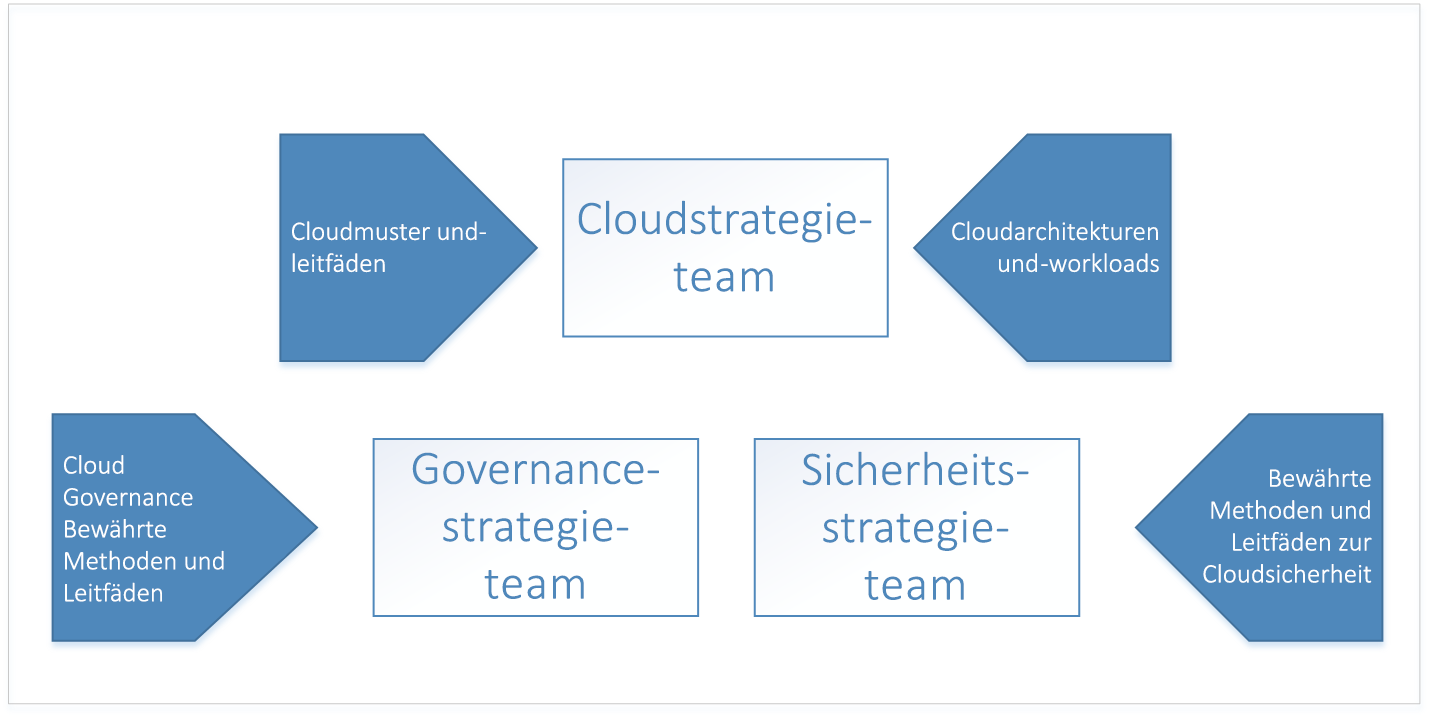 Cloudmuster und-
leitfäden
Cloudstrategie-
team
Cloudarchitekturen
und-workloads
Cloud
Governance
Bewährte
Methoden und
Leitfäden
Governance-
strategie-
team
Sicherheits-
strategie-
team
Bewährte
Methoden und
Leitfäden zur
Cloudsicherheit